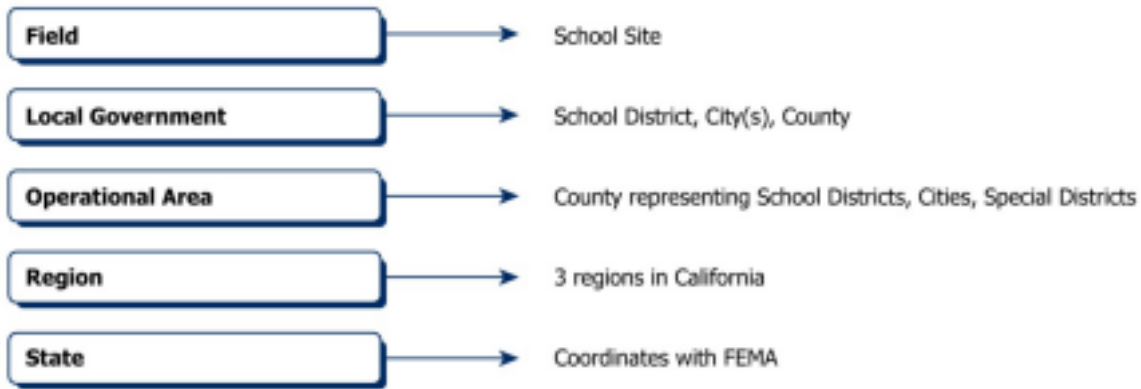 Field
School Site
Local Government
School District, City(s), County
Operational Area
County representing School Districts, Cities, Special Districts
Region
3 regions in California
State
Coordinates with FEMA